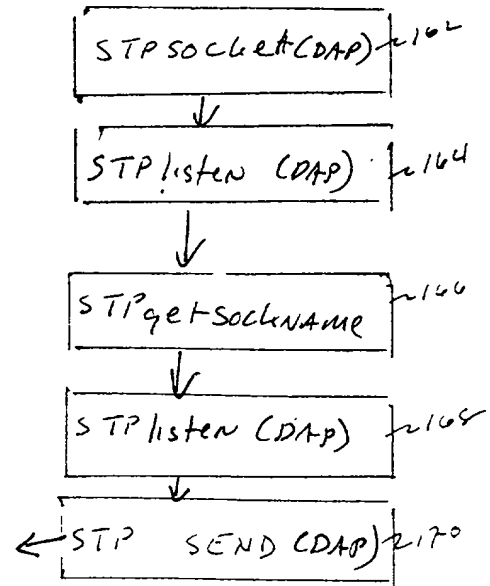 STPsocket(DAP) 162
STPlisten (DAP) 164
STPgetsockNAME 166
STPlisten (DAP) 168
STP SEND (DAP) 170